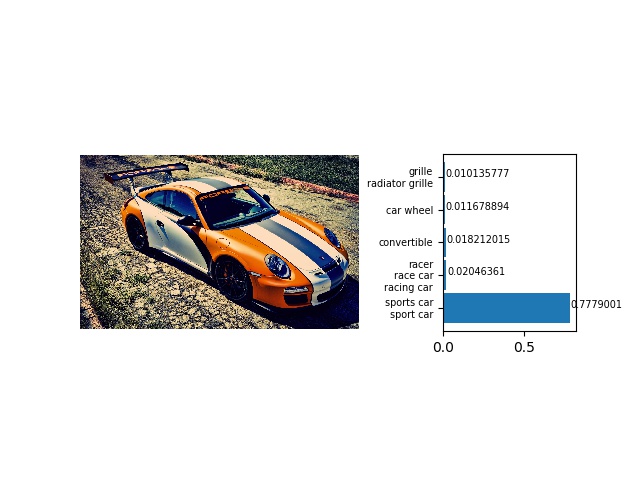 grille
radiator grille
0.010135777
car wheel
0.011678894
convertible
0.018212015
racer
race car
racing car
0.02046361
sports car
sport car
0.7779001
0.0
0.5